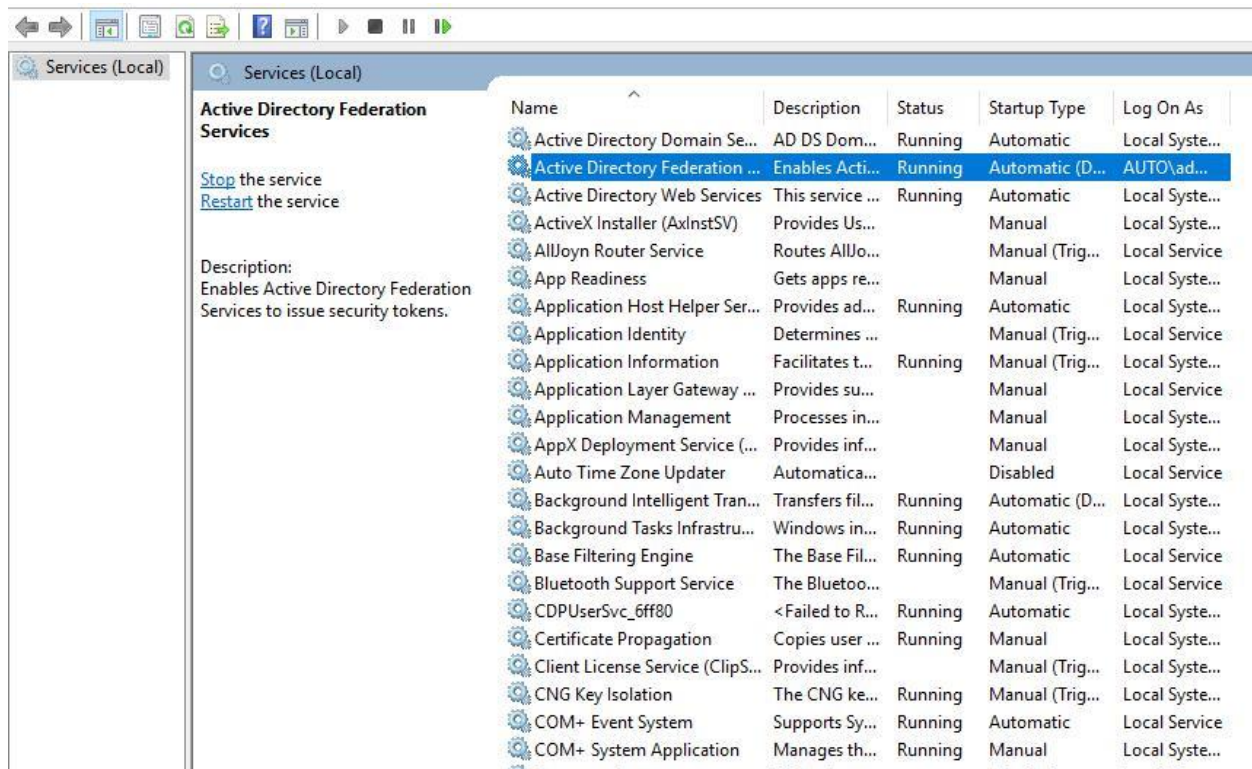 Services (Local)
Services (Local)
Active Directory Federation
Services
Stop the service
Restart the service
Description:
Enables Active Directory Federation
Services to issue security tokens.
Name Description Status Startup Type Log On As
Active Directory Domain Se... AD DS Dom... Running Automatic Local Syste...
Active Directory Federation ... Enables Acti... Running Automatic (D... AUTO\ad...
Active Directory Web Services This service ... Running Automatic Local Syste...
ActiveX Installer (AxInstSV) Provides Us... Manual Local Syste...
AllJoyn Router Service Routes AllJo... Manual (Trig... Local Service
App Readiness Gets apps re... Manual Local Syste...
Application Host Helper Ser... Provides ad... Running Automatic Local Syste...
Application Identity Determines ... Manual (Trig... Local Service
Application Information Facilitates t... Running Manual (Trig... Local Syste...
Application Layer Gateway ... Provides su... Manual Local Service
Application Management Processes in... Manual Local Syste...
AppX Deployment Service (... Provides inf... Manual Local Syste...
Auto Time Zone Updater Automatica... Disabled Local Service
Background Intelligent Tran... Transfers fil... Running Automatic (D... Local Syste...
Background Tasks Infrastru... Windows in... Running Automatic Local Syste...
Base Filtering Engine The Base Fil... Running Automatic Local Service
Bluetooth Support Service The Bluetoo... Manual (Trig... Local Service
CDPUserSvc_6ff80 <Failed to R... Running Automatic Local Syste...
Certificate Propagation Copies user ... Running Manual Local Syste...
Client License Service (ClipS... Provides inf... Manual (Trig... Local Syste...
CNG Key Isolation The CNG ke... Running Manual (Trig... Local Syste...
COM+ Event System Supports Sy... Running Automatic Local Service
COM+ System Application Manages th... Running Manual Local Syste...